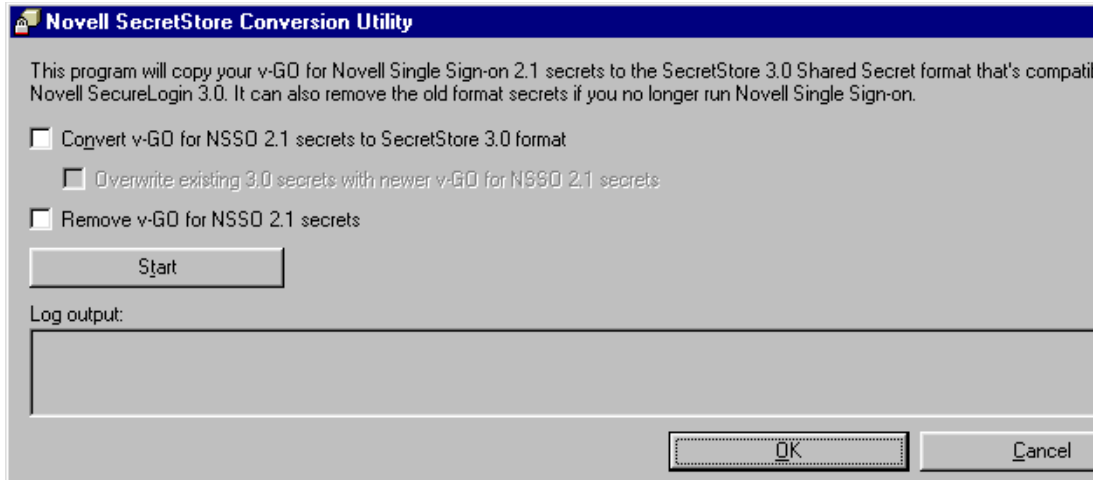 Novell SecretStore Conversion Utility
This program will copy your v-GO for Novell Single Sign-on 2.1 secrets to the SecretStore 3.0 Shared Secret format that's
Novell SecureLogin 3.0. It can also remove the old format secrets if you no longer run Novell Single Sign-on.
Convert v-GO for NSSO 2.1 secrets to SecretStore 3.0 format
Overwrite existing 3.0 secrets with newer v-GO for NSSO 2.1 secrets
Remove v-GO for NSSO 2.1 secrets
Start
Log output:
OK Cancel